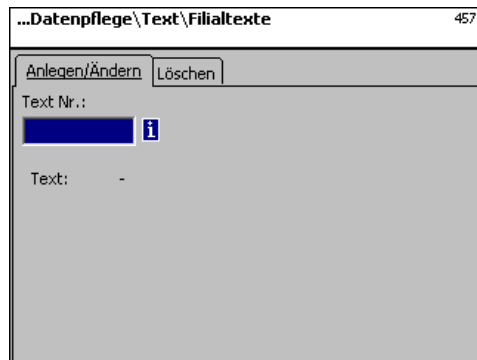 ...Datenpflege\Text\Filialtexte 457
Anlegen/Ändern Löschen
Text Nr.:
i
Text: -